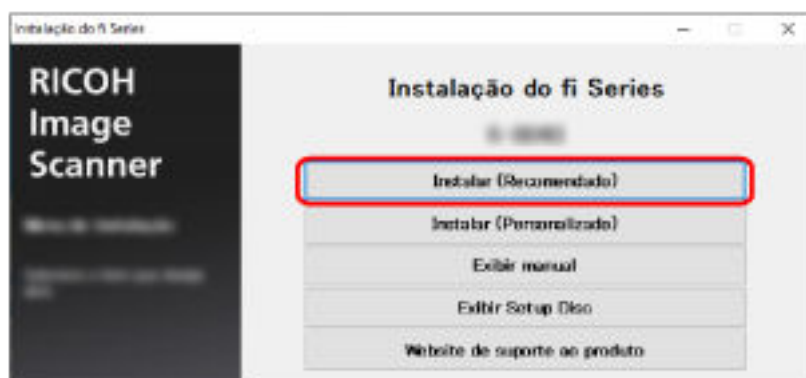 Instalação do fi Series
RICOH
Image
Scanner
Instalação do fi Series
Instalar (Recomendado)
Instalar (Personalizado)
Exibir manual
Exibir Setup Disc
Website de suporte ao produto